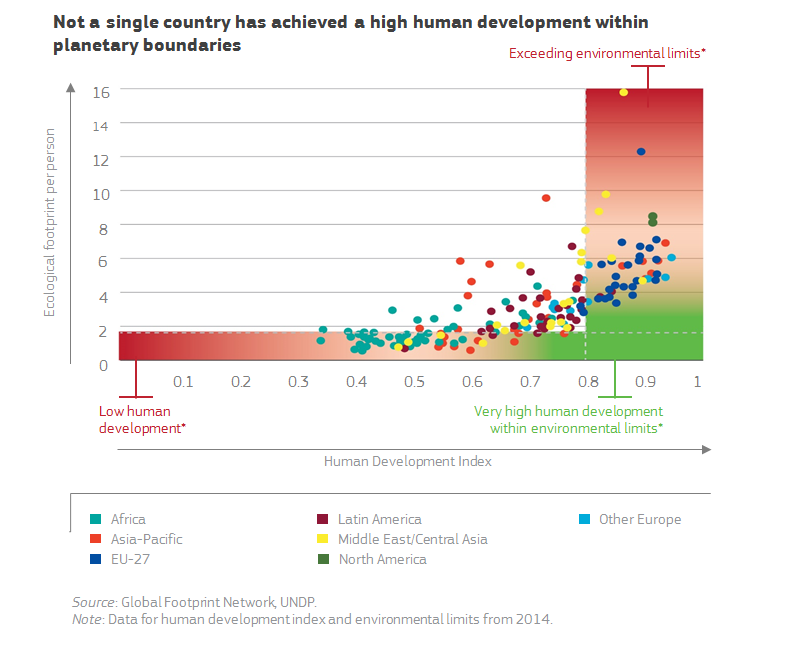 Not a single country has achieved a high human development within
planetary boundaries
Exceeding environmental limits*
Ecological footprint per person
16
14
12
10
8
6
4
2
0
0.1 0.2 0.3 0.4 0.5 0.6 0.7 0.8 0.9 1
Low human
development*
Very high human development
within environmental limits*
Human Development Index
Africa
Asia-Pacific
EU-27
Latin America
Middle East/Central Asia
North America
Other Europe
Source: Global Footprint Network, UNDP.
Note: Data for human development index and environmental limits from 2014.